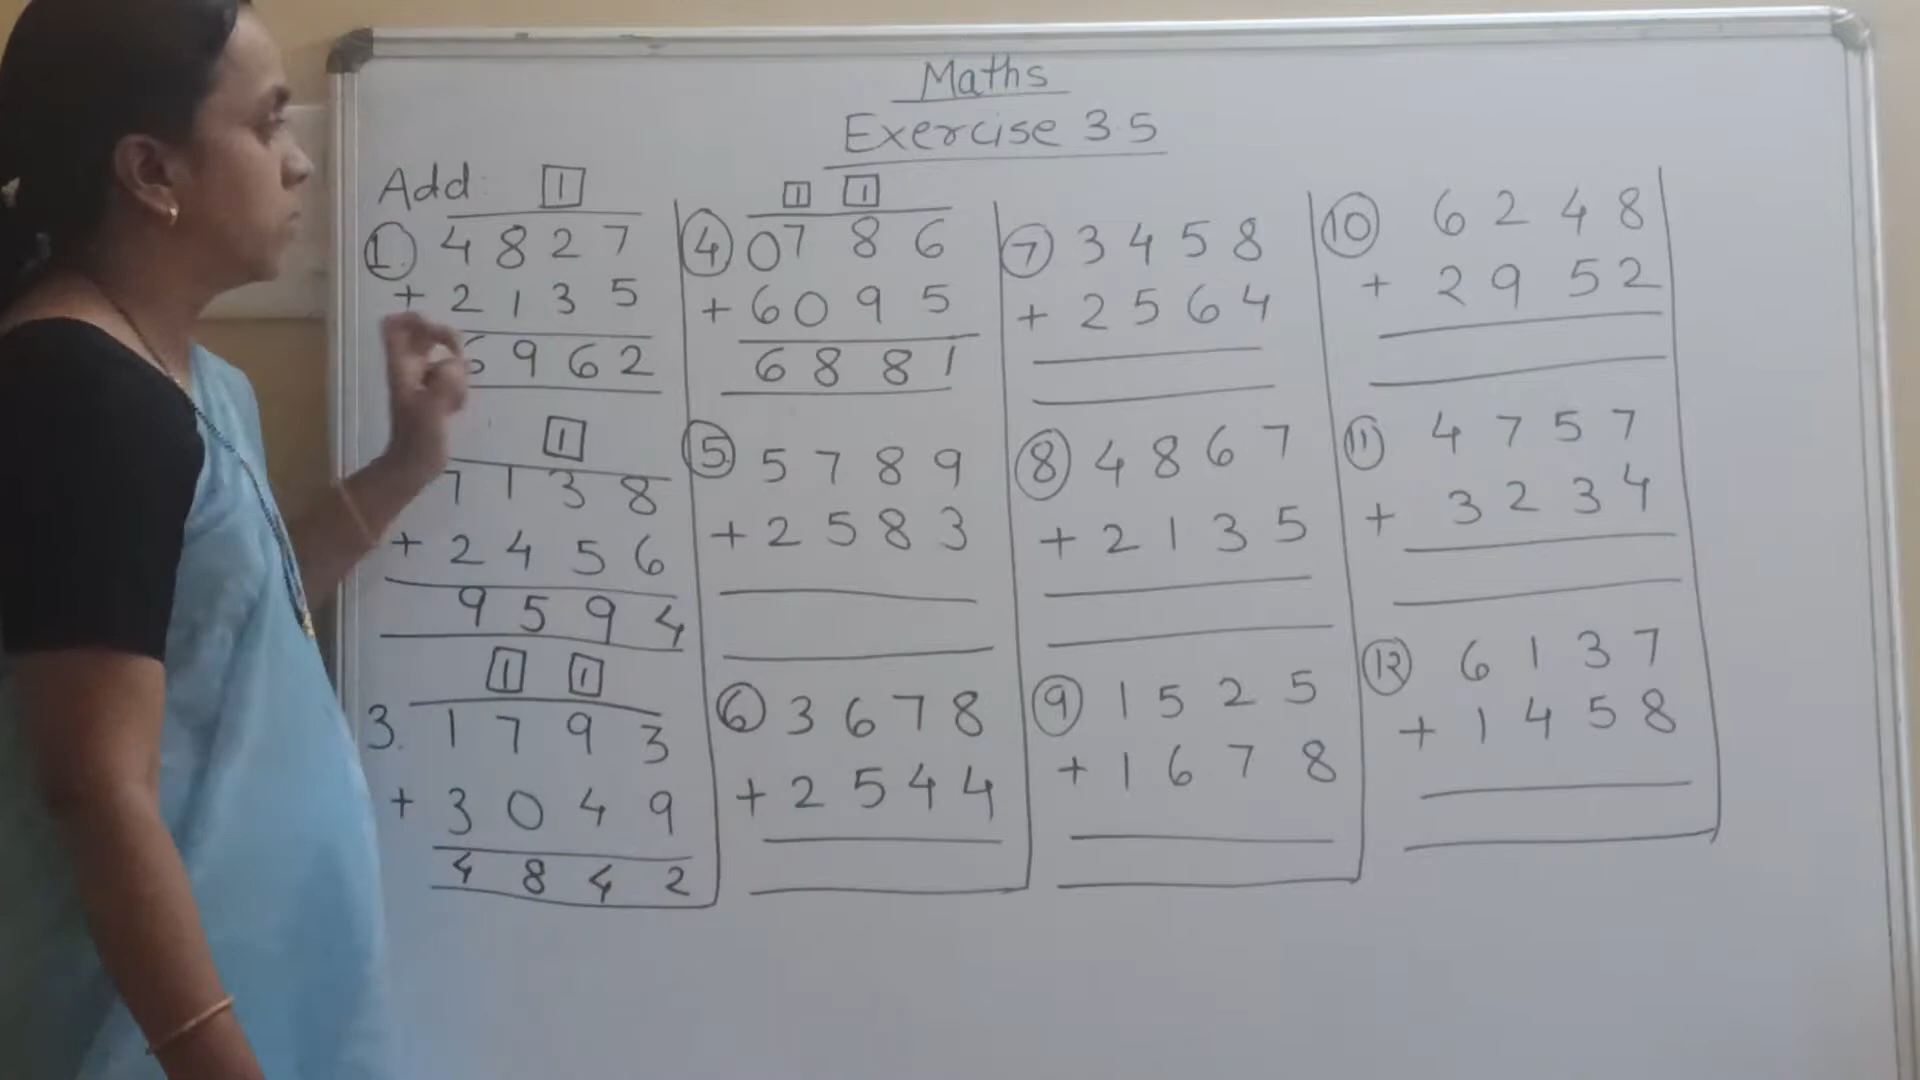 Maths
Exercise 3.5
Add:
1
1. 4 8 2 7
+ 2 1 3 5
6 9 6 2
1
7 1 3 8
+ 2 4 5 6
9 5 9 4
1 1
3. 1 7 9 3
+ 3 0 4 9
4 8 4 2
1 1
4 0 7 8 6
+ 6 0 9 5
6 8 8 1
5. 5 7 8 9
+ 2 5 8 3
6 3 6 7 8
+ 2 5 4 4
7 3 4 5 8
+ 2 5 6 4
8 4 8 6 7
+ 2 1 3 5
9 1 5 2 5
+ 1 6 7 8
10 6 2 4 8
+ 2 9 5 2
11 4 7 5 7
+ 3 2 3 4
12 6 1 3 7
+ 1 4 5 8